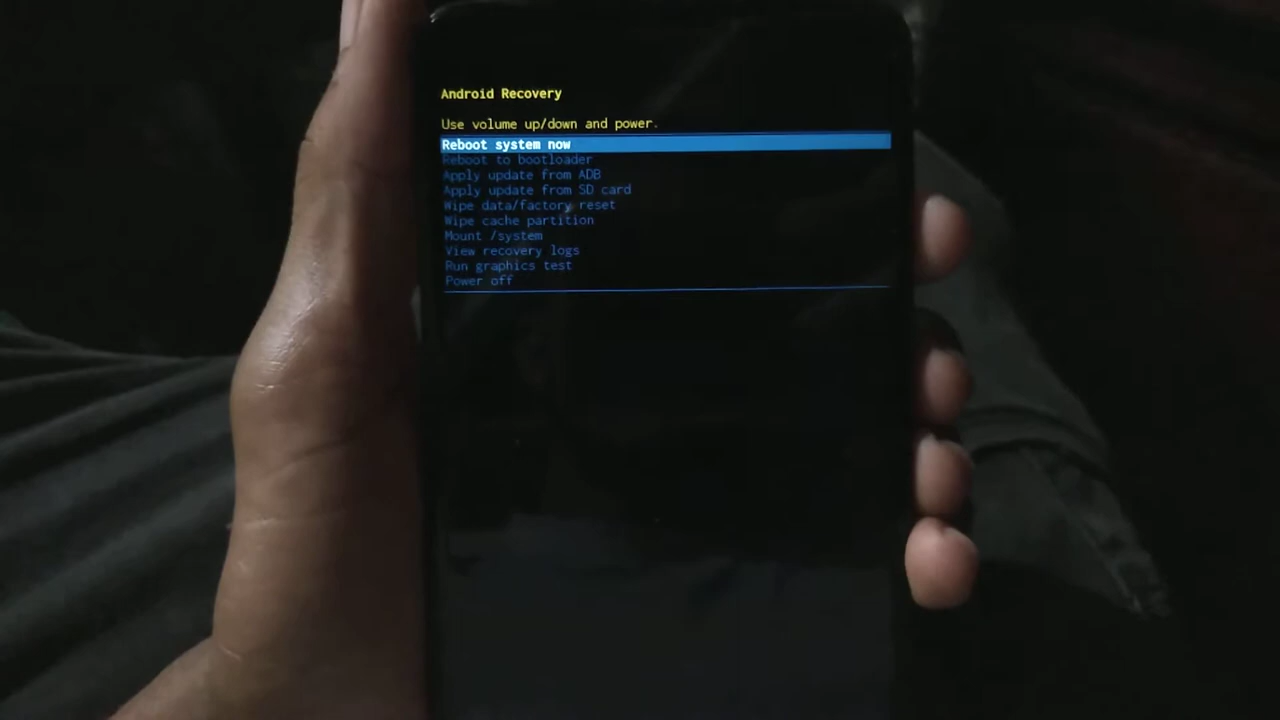 Android Recovery
Use volume up/down and power.
Reboot system now
Reboot to bootloader
Apply update from ADB
Apply update from SD card
Wipe data/factory reset
Wipe cache partition
Mount /system
View recovery logs
Run graphics test
Power off